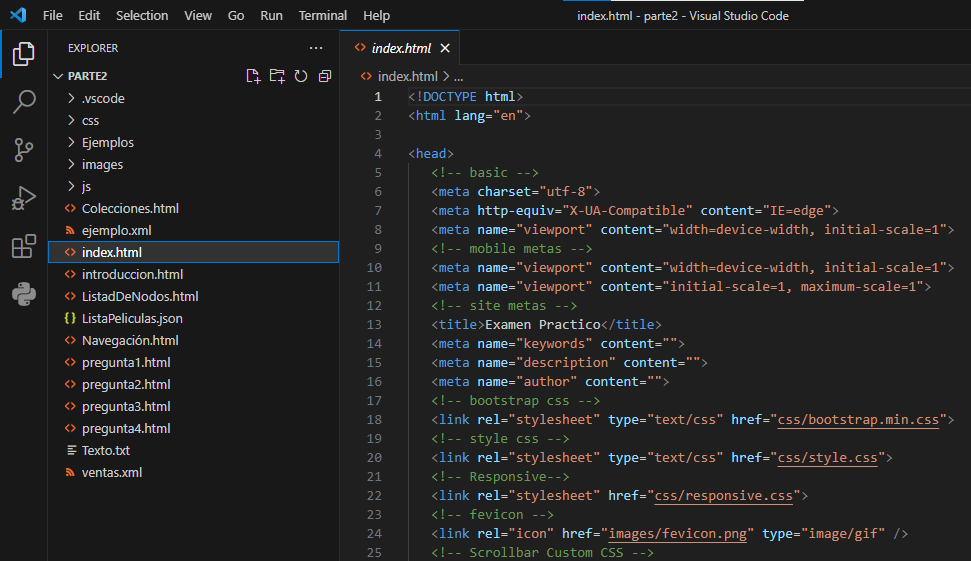 File Edit Selection View Go Run Terminal Help
index.html - parte2 - Visual Studio Code
EXPLORER
PARTE2
.vscode
css
Ejemplos
images
js
Colecciones.html
ejemplo.xml
index.html
introduccion.html
ListadDeNodos.html
ListaPeliculas.json
Navegación.html
pregunta1.html
pregunta2.html
pregunta3.html
pregunta4.html
Texto.txt
ventas.xml
index.html
index.html > ...
1 <!DOCTYPE html>
2 <html lang="en">
3
4 <head>
5 <!-- basic -->
6 <meta charset="utf-8">
7 <meta http-equiv="X-UA-Compatible" content="IE=edge">
8 <meta name="viewport" content="width=device-width, initial-scale=1">
9 <!-- mobile metas -->
10 <meta name="viewport" content="width=device-width, initial-scale=1">
11 <meta name="viewport" content="initial-scale=1, maximum-scale=1">
12 <!-- site metas -->
13 <title>Examen Practico</title>
14 <meta name="keywords" content="">
15 <meta name="description" content="">
16 <meta name="author" content="">
17 <!-- bootstrap css -->
18 <link rel="stylesheet" type="text/css" href="css/bootstrap.min.css">
19 <!-- style css -->
20 <link rel="stylesheet" type="text/css" href="css/style.css">
21 <!-- Responsive-->
22 <link rel="stylesheet" href="css/responsive.css">
23 <!-- fevicon -->
24 <link rel="icon" href="images/fevicon.png" type="image/gif" />
25 <!-- Scrollbar Custom CSS -->